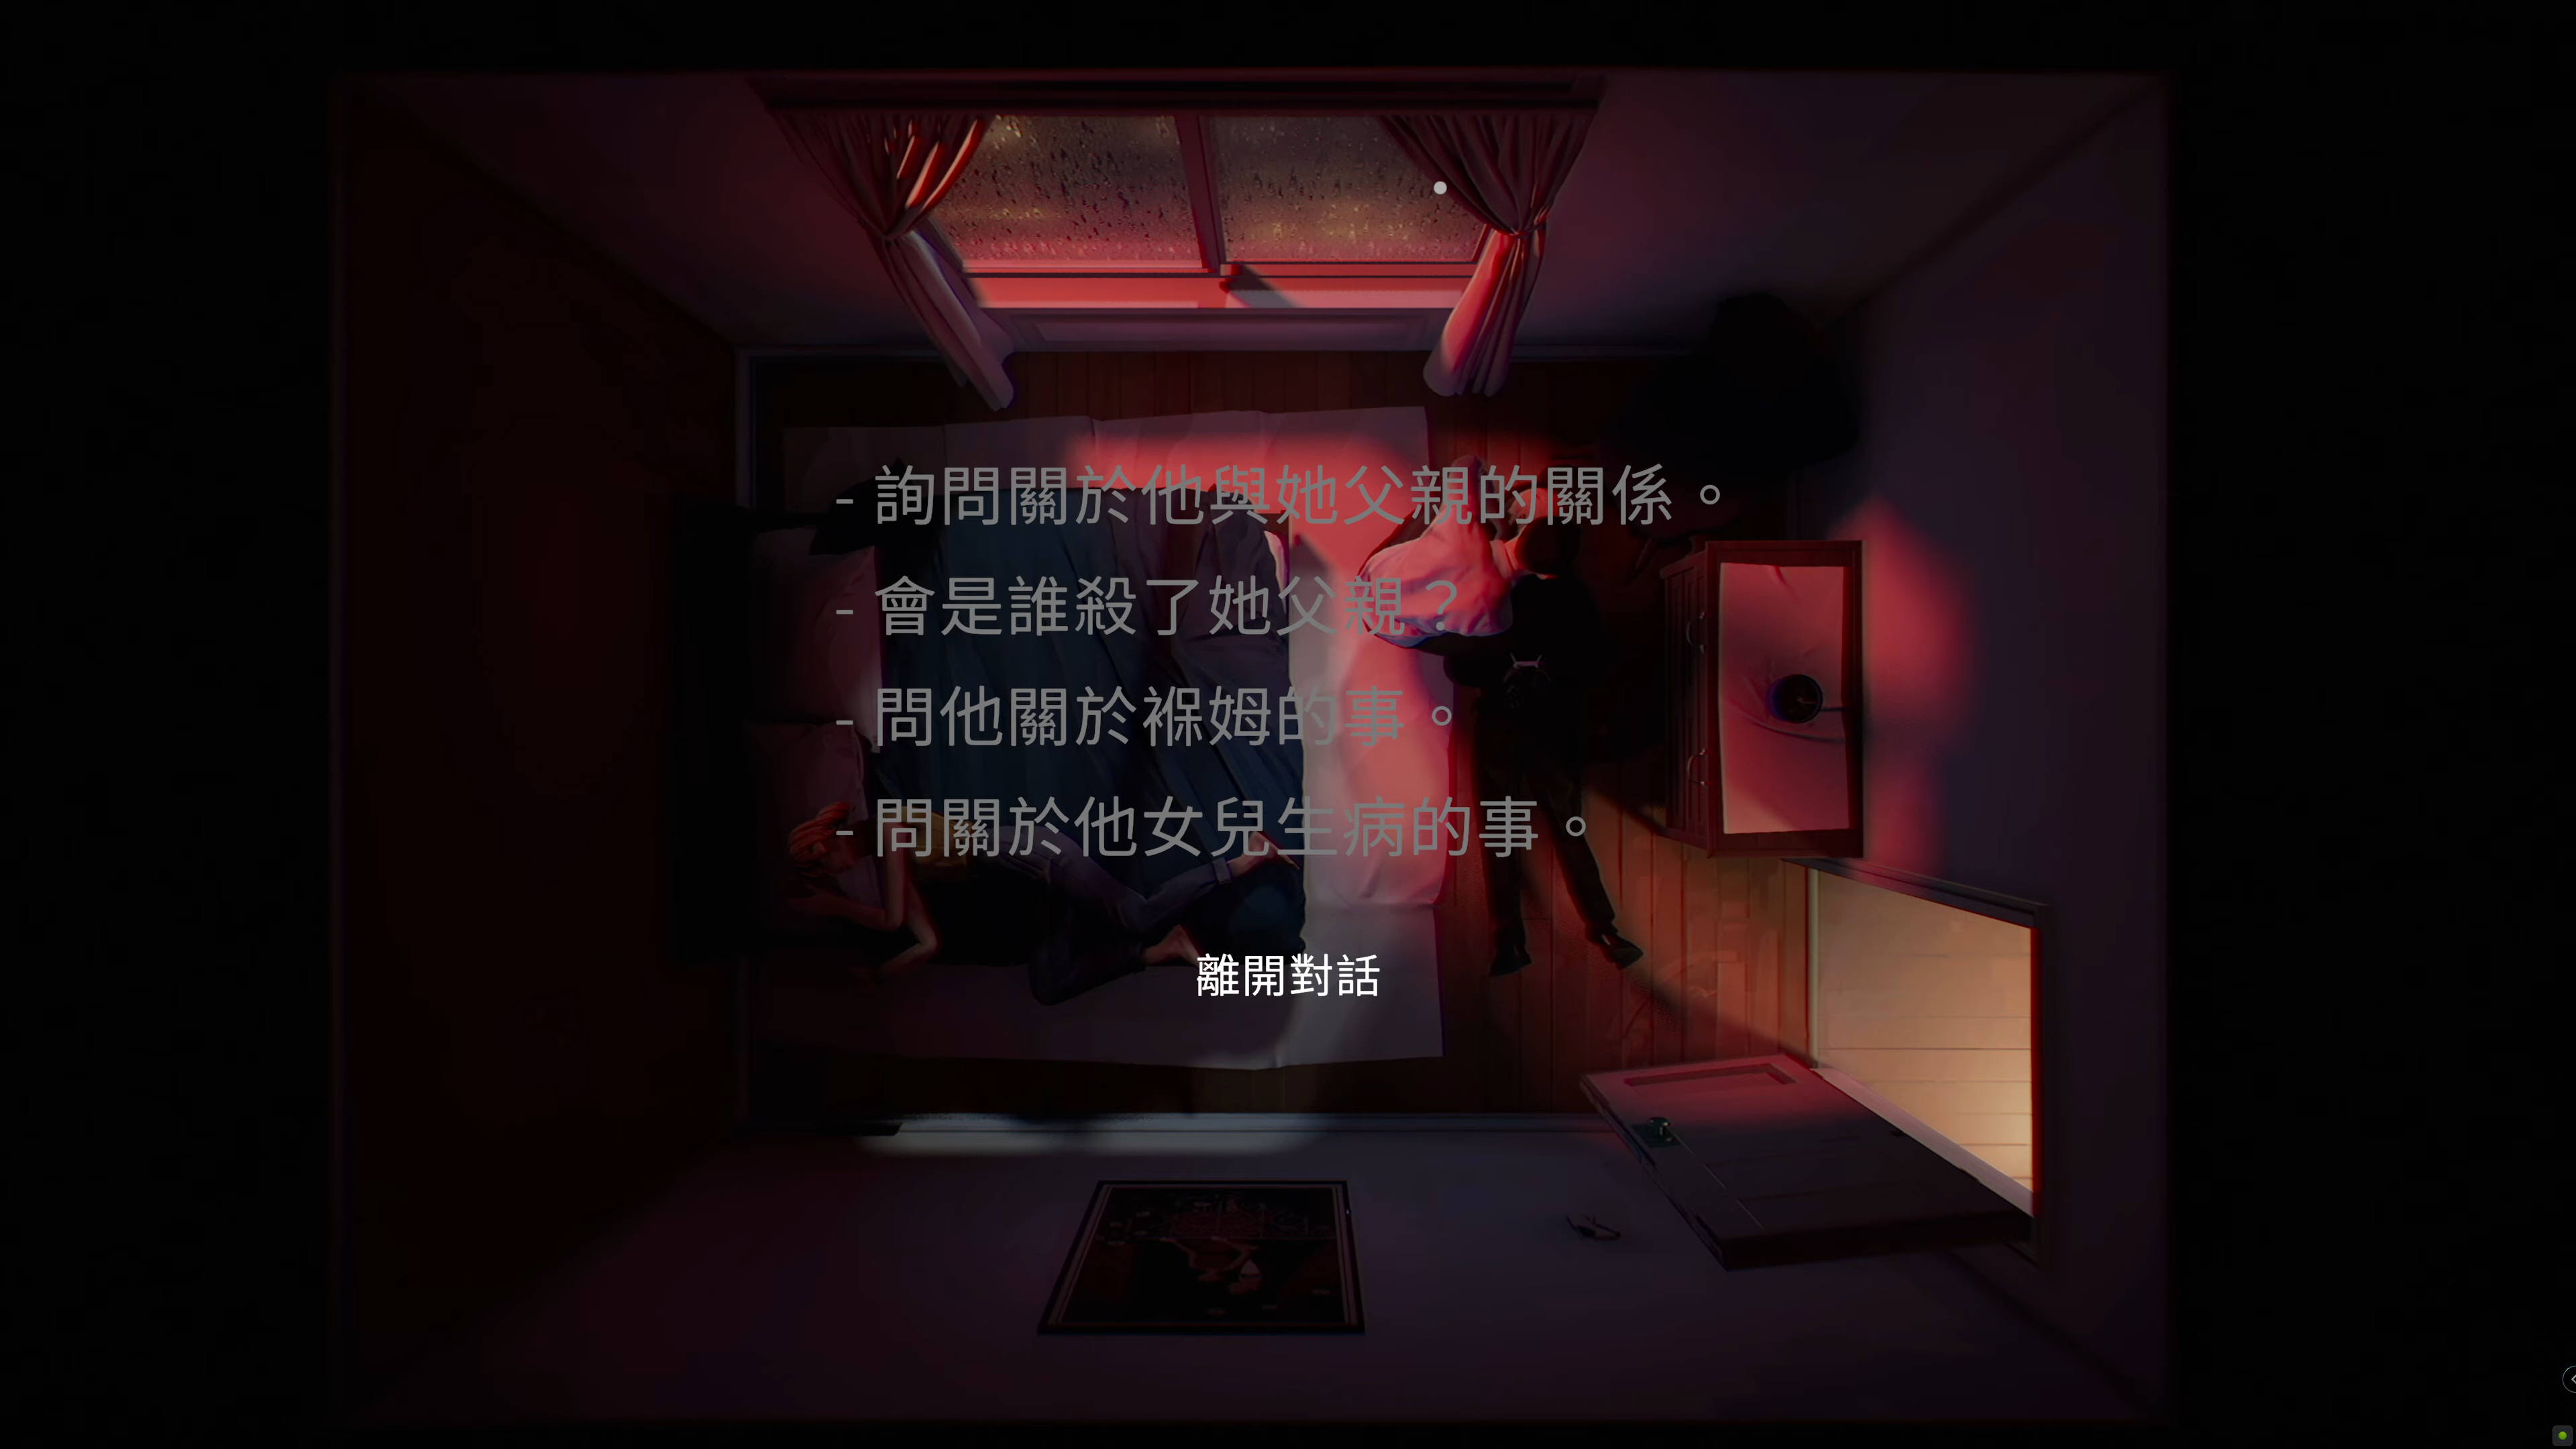 - 詢問關於他與她父親的關係。
- 會是誰殺了她父親？
- 問他關於褓姆的事。
- 問關於他女兒生病的事。
離開對話